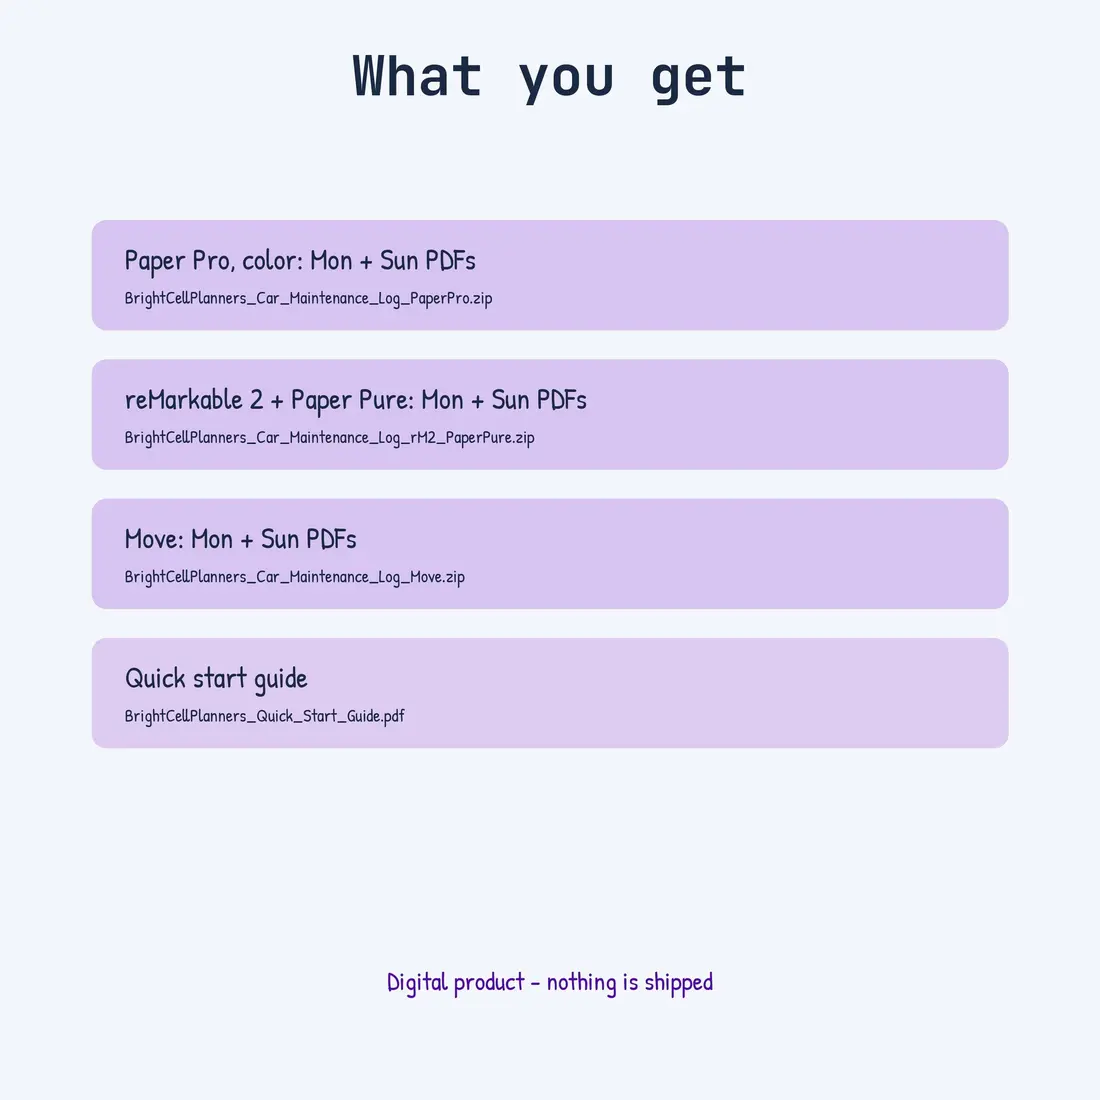 What you get
Paper Pro, color: Mon + Sun PDFs
BrightCellPlanners_Car_Maintenance_Log_PaperPro.zip
reMarkable 2 + Paper Pure: Mon + Sun PDFs
BrightCellPlanners_Car_Maintenance_Log_rM2_PaperPure.zip
Move: Mon + Sun PDFs
BrightCellPlanners_Car_Maintenance_Log_Move.zip
Quick start guide
BrightCellPlanners_Quick_Start_Guide.pdf
Digital product – nothing is shipped